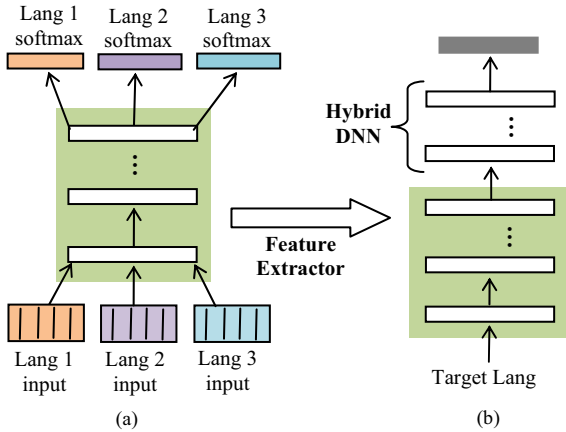 Lang 1
softmax
Lang 2
softmax
Lang 3
softmax
Lang 1
input
Lang 2
input
Lang 3
input
(a)
Feature
Extractor
Hybrid
DNN
Target Lang
(b)